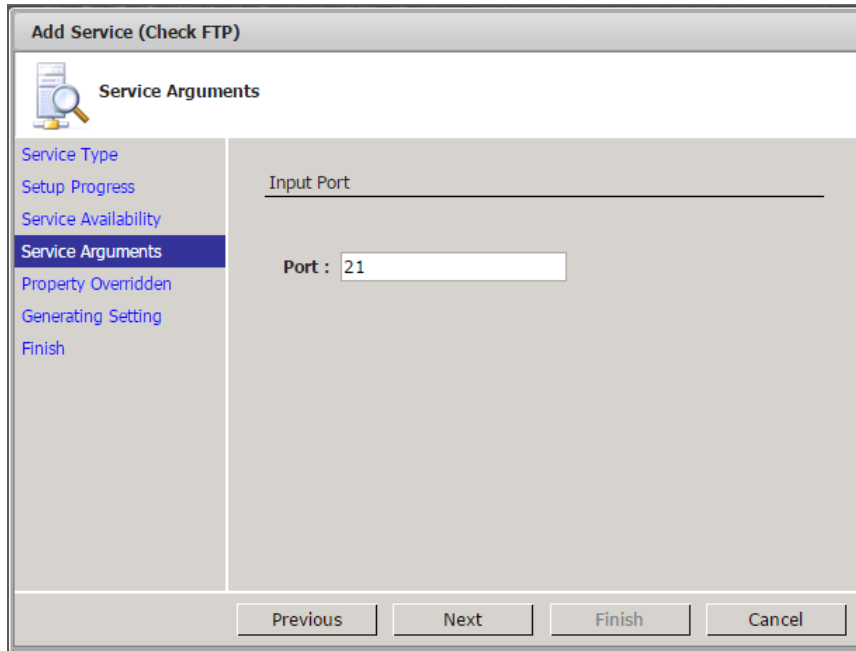 Add Service (Check FTP)
Service Arguments
Service Type
Setup Progress
Service Availability
Service Arguments
Property Overridden
Generating Setting
Finish
Input Port
Port : 21
Previous Next Finish Cancel